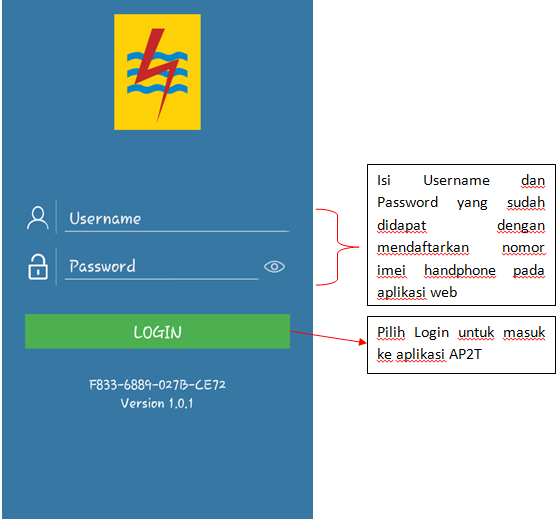 Username
Password
LOGIN
F833-6889-027B-CE72
Version 1.0.1
Isi Username dan
Password yang sudah
didapat dengan
mendaftarkan nomor
imei handphone pada
aplikasi web
Pilih Login untuk masuk
ke aplikasi AP2T